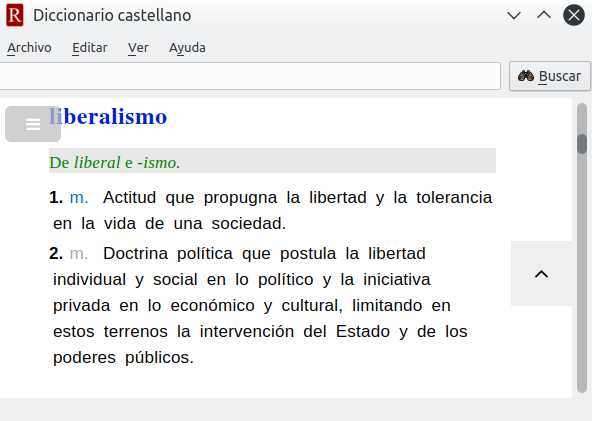 R Diccionario castellano
Archivo Editar Ver Ayuda
Buscar
liberalismo
De liberal e -ismo.
1. m. Actitud que propugna la libertad y la tolerancia
en la vida de una sociedad.
2. m. Doctrina política que postula la libertad
individual y social en lo político y la iniciativa
privada en lo económico y cultural, limitando en
estos terrenos la intervención del Estado y de los
poderes públicos.